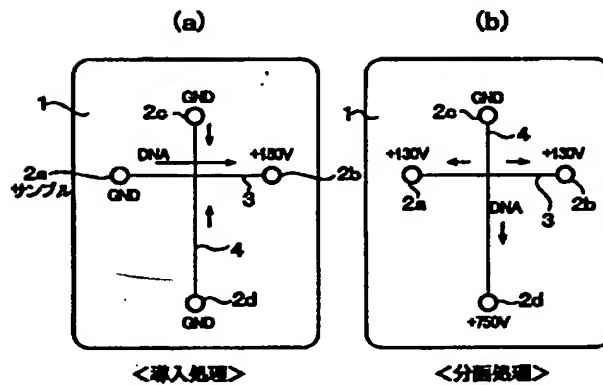 (a)
(b)
GND
GND
1
2c
1
2c
4
DNA
+150V
+130V
+130V
2a
サンプル
GND
3
2b
2a
DNA
3
2b
4
2d
GND
2d
+750V
<導入処理>
<分画処理>